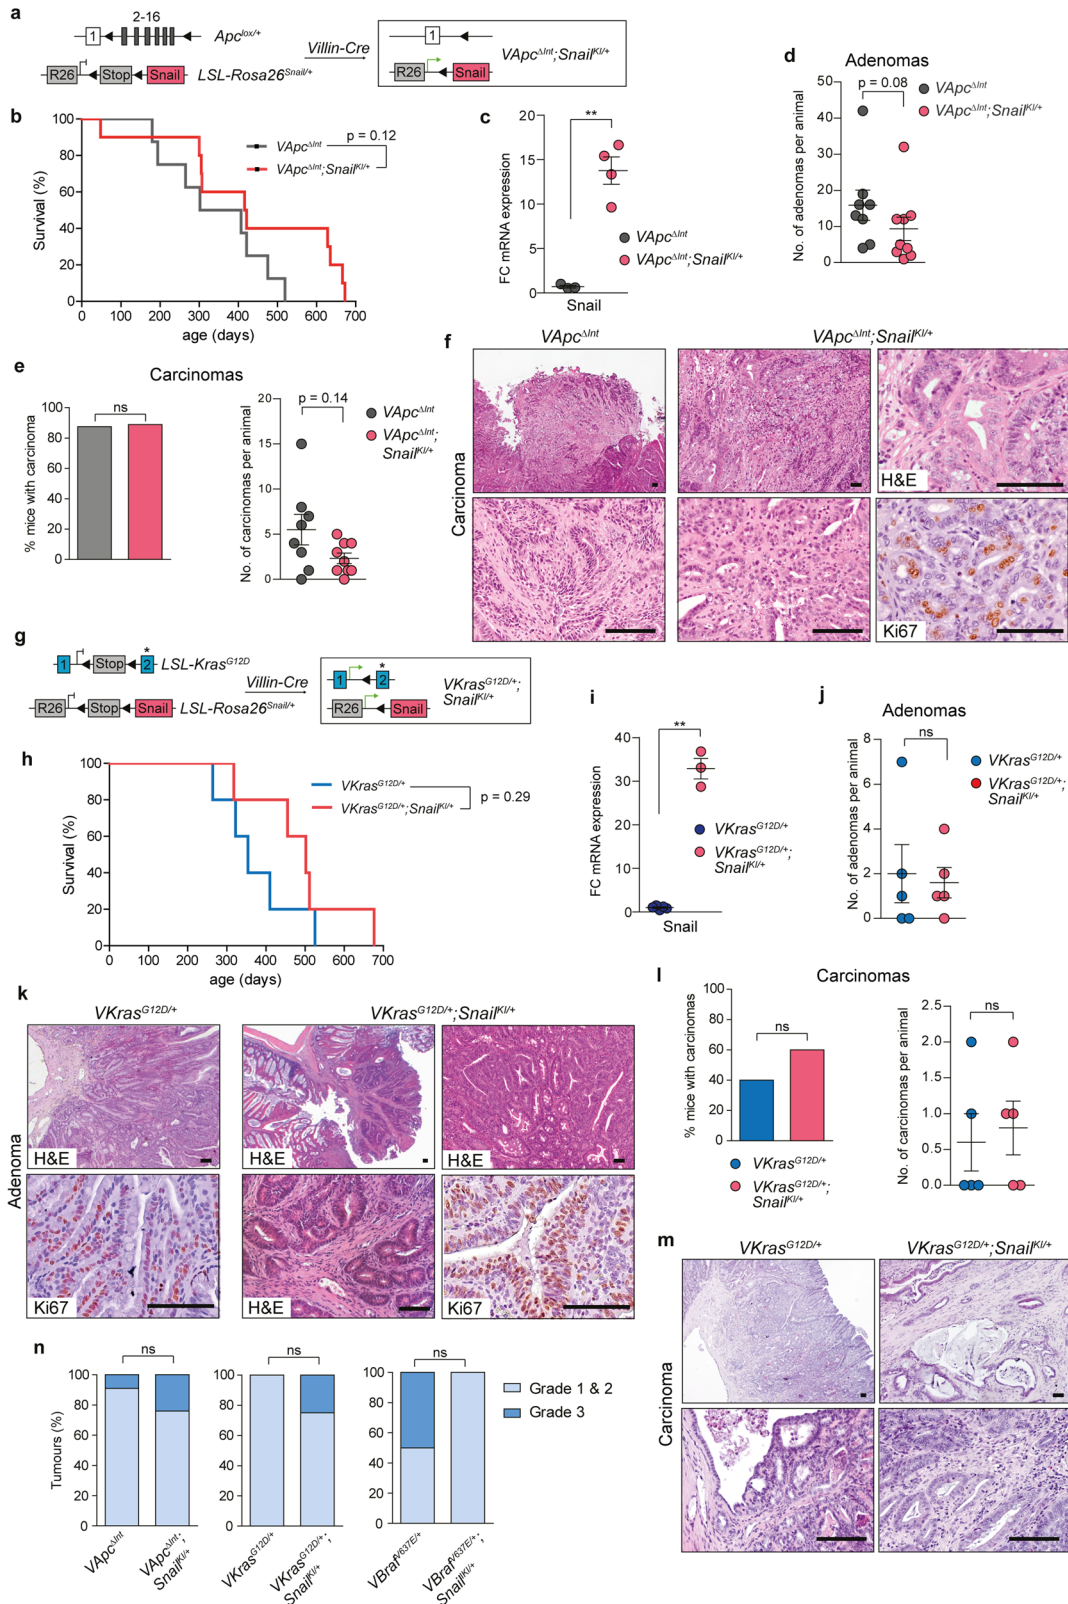 a
2-16
1
Apc^lox/+
Villin-Cre
1
VApc^ΔInt;Snail^KI/+
R26 Stop Snail LSL-Rosa26^Snail/+
R26 Snail
b
100
80
60
40
20
0
Survival (%)
0 100 200 300 400 500 600 700
age (days)
VApc^ΔInt
VApc^ΔInt;Snail^KI/+
p = 0.12
c
20
15
10
5
0
FC mRNA expression
**
Snail
VApc^ΔInt
VApc^ΔInt;Snail^KI/+
d
Adenomas
50
40
30
20
10
0
No. of adenomas per animal
p = 0.08
VApc^ΔInt
VApc^ΔInt;Snail^KI/+
e
Carcinomas
100
80
60
40
20
0
% mice with carcinoma
ns
20
15
10
5
0
No. of carcinomas per animal
p = 0.14
VApc^ΔInt
VApc^ΔInt;
Snail^KI/+
f
VApc^ΔInt
VApc^ΔInt;Snail^KI/+
Carcinoma
H&E
Ki67
g
1 Stop * 2 LSL-Kras^G12D
R26 Stop Snail LSL-Rosa26^Snail/+
Villin-Cre
1 * 2
R26 Snail
VKras^G12D/+;
Snail^KI/+
h
100
80
60
40
20
0
Survival (%)
0 100 200 300 400 500 600 700
age (days)
VKras^G12D/+
VKras^G12D/+;Snail^KI/+
p = 0.29
i
40
30
20
10
0
FC mRNA expression
**
Snail
VKras^G12D/+
VKras^G12D/+;
Snail^KI/+
j
Adenomas
8
6
4
2
0
No. of adenomas per animal
ns
VKras^G12D/+
VKras^G12D/+;
Snail^KI/+
k
VKras^G12D/+
VKras^G12D/+;Snail^KI/+
Adenoma
H&E
H&E
H&E
Ki67
H&E
Ki67
l
Carcinomas
100
80
60
40
20
0
% mice with carcinomas
ns
VKras^G12D/+
VKras^G12D/+;
Snail^KI/+
2.5
2.0
1.5
1.0
0.5
0.0
No. of carcinomas per animal
ns
m
VKras^G12D/+
VKras^G12D/+;Snail^KI/+
Carcinoma
n
Tumours (%)
100
80
60
40
20
0
ns
VApc^ΔInt
VApc^ΔInt;
Snail^KI/+
100
80
60
40
20
0
ns
VKras^G12D/+
VKras^G12D/+;
Snail^KI/+
100
80
60
40
20
0
ns
VBraf^V637E/+
VBraf^V637E/+;
Snail^KI/+
Grade 1 & 2
Grade 3